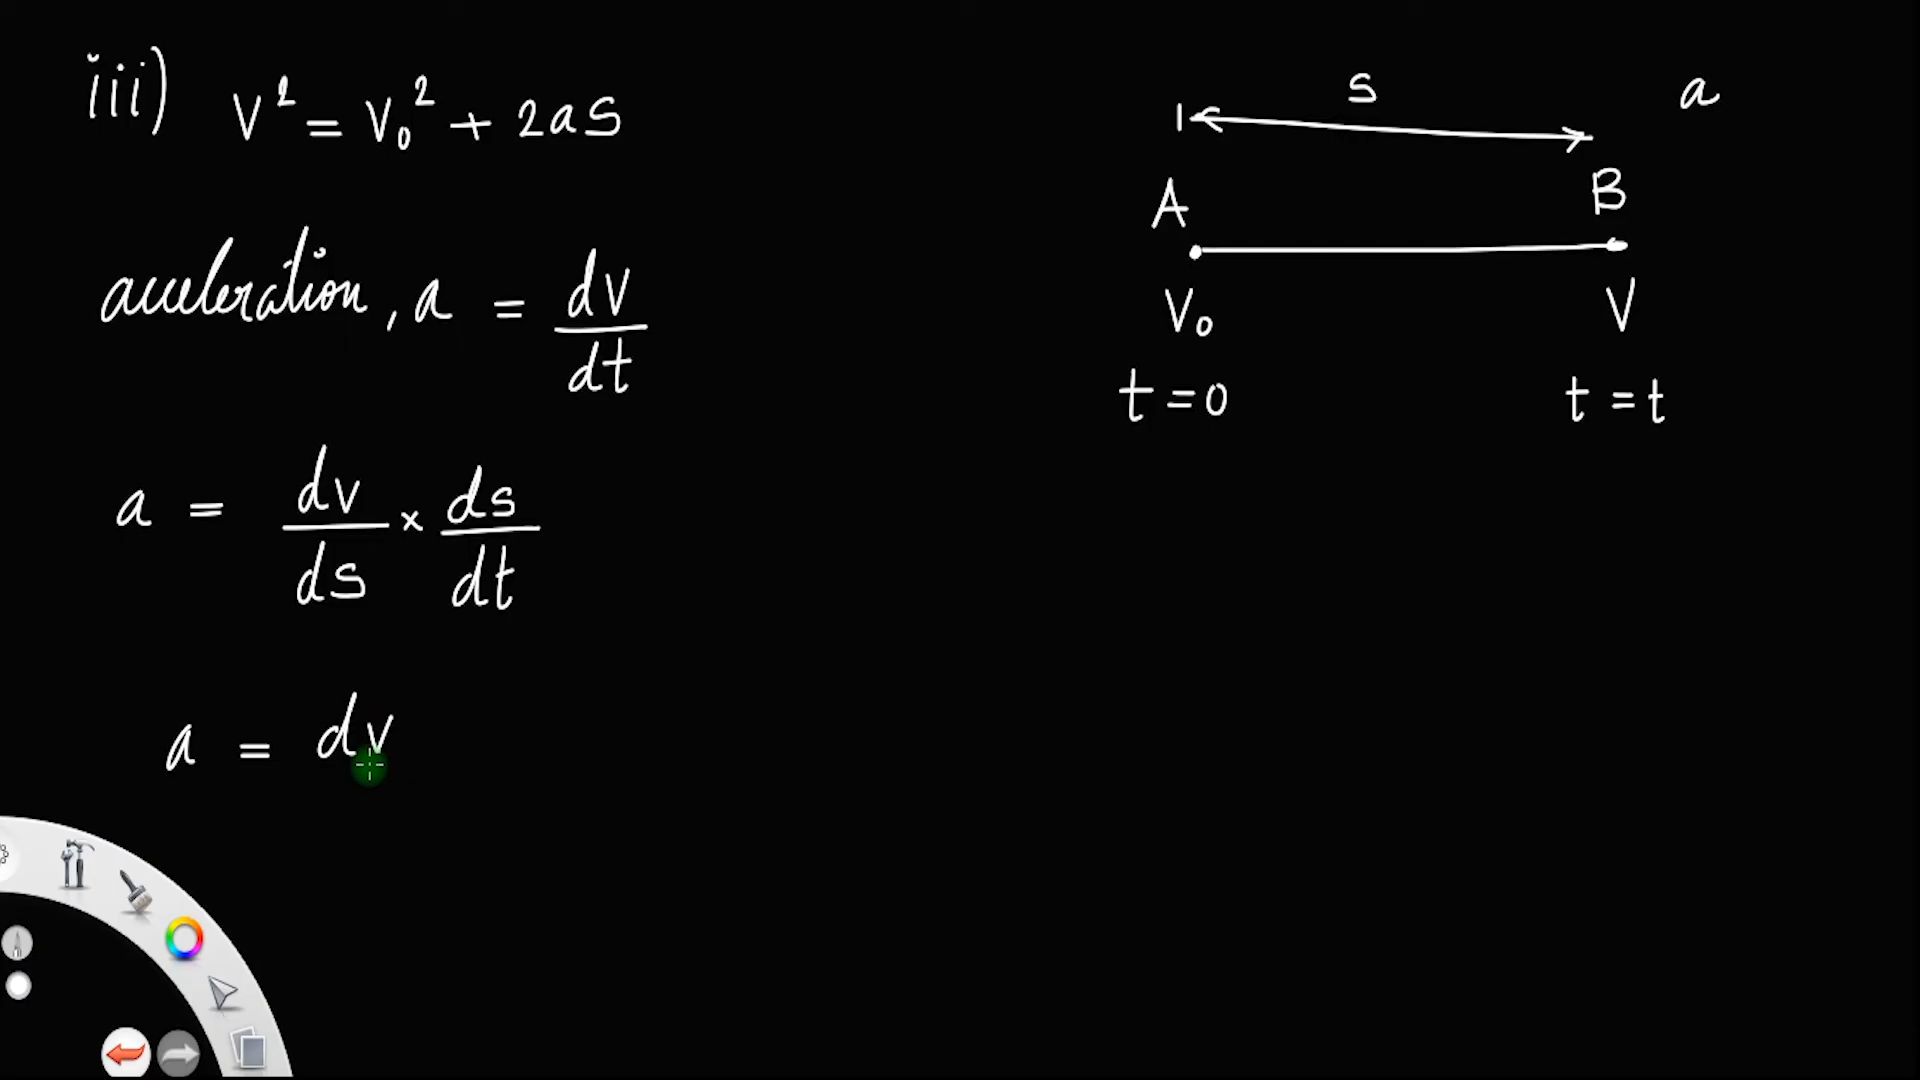 iii) V² = V₀² + 2aS
acceleration, a = dv/dt
a = dv/ds × ds/dt
a = dv
S
a
A B
V₀ V
t = 0 t = t